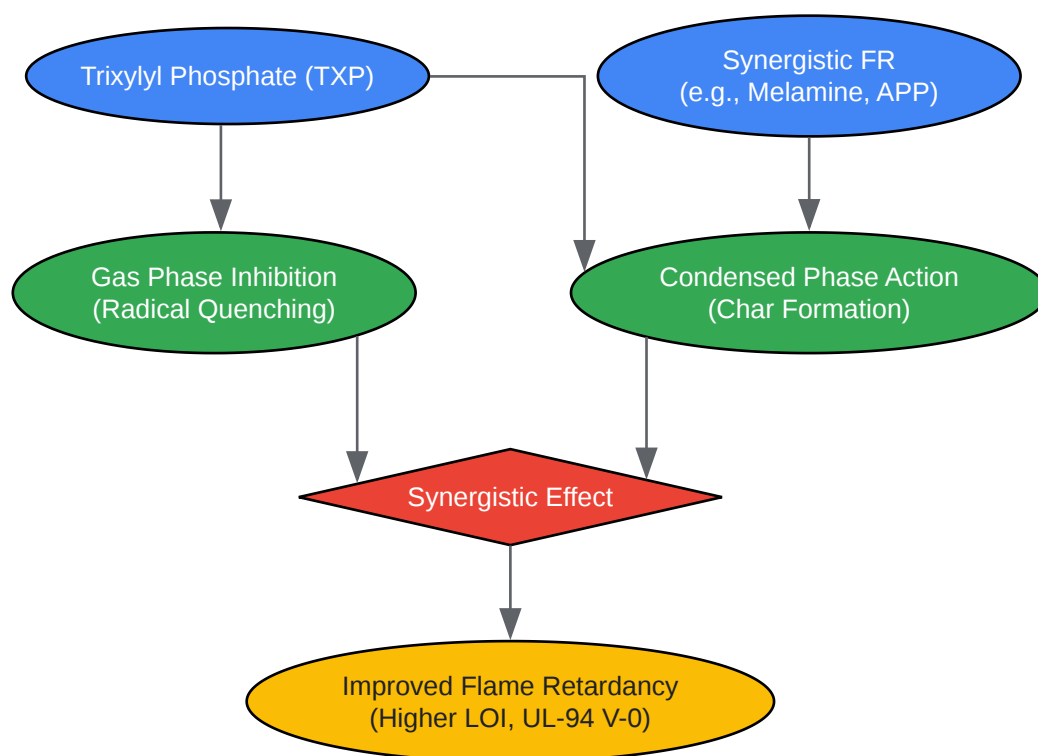 Trixylyl Phosphate (TXP)
Synergistic FR
(e.g., Melamine, APP)
Gas Phase Inhibition
(Radical Quenching)
Condensed Phase Action
(Char Formation)
Synergistic Effect
Improved Flame Retardancy
(Higher LOI, UL-94 V-0)